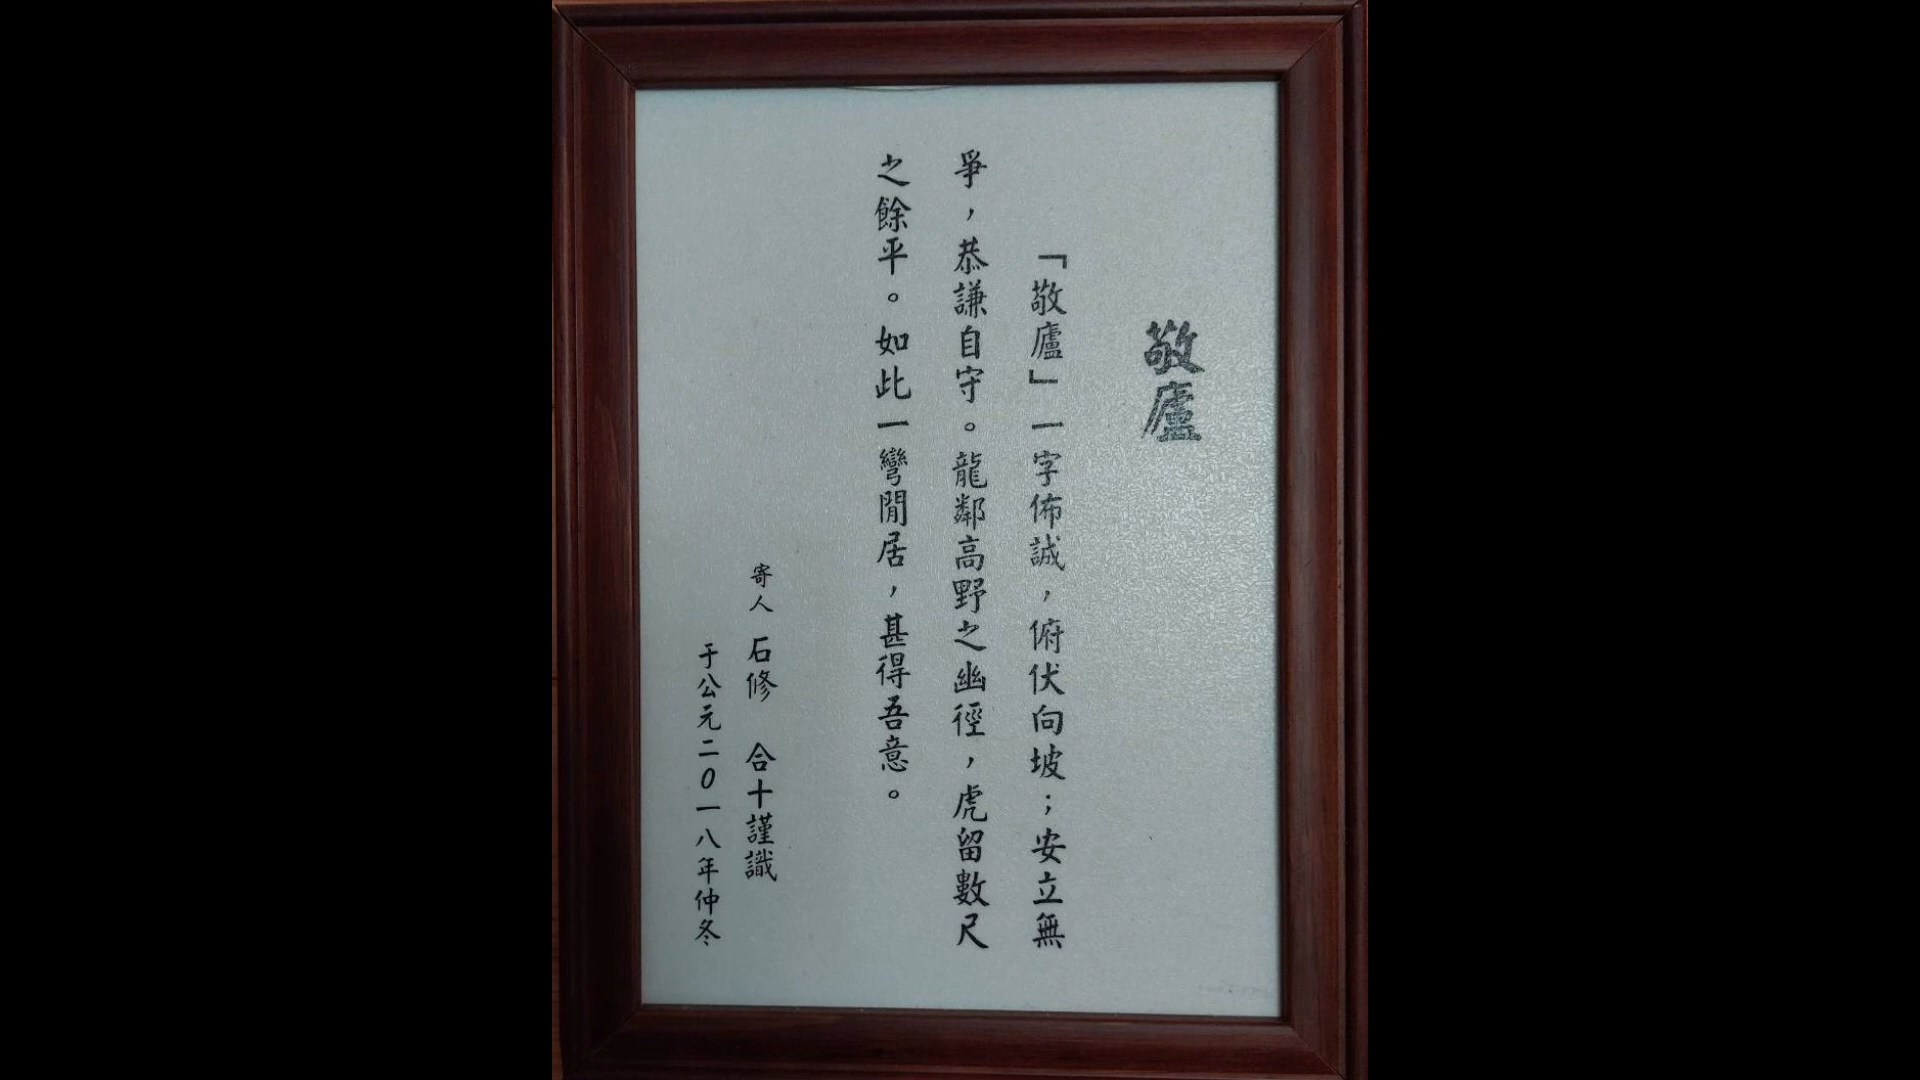 敬廬
「敬廬」一字佈誠，俯伏向坡；安立無
爭，恭謙自守。龍鄰高野之幽徑，虎留數尺
之餘平。如此一彎閒居，甚得吾意。
寄人 石修 合十謹識
于公元二0一八年仲冬